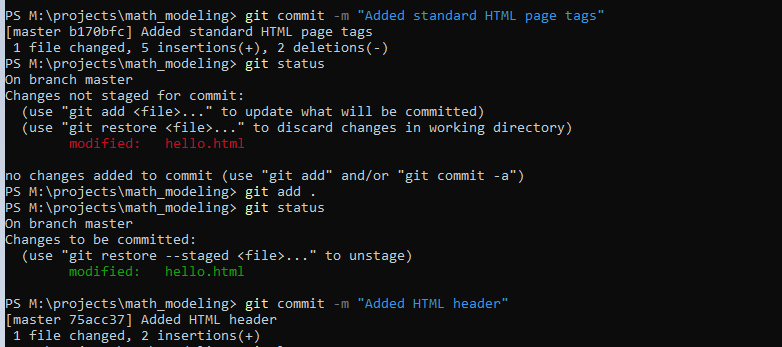 PS M:\projects\math_modeling> git commit -m "Added standard HTML page tags"
[master b170bfc] Added standard HTML page tags
 1 file changed, 5 insertions(+), 2 deletions(-)
PS M:\projects\math_modeling> git status
On branch master
Changes not staged for commit:
  (use "git add <file>..." to update what will be committed)
  (use "git restore <file>..." to discard changes in working directory)
        modified:   hello.html

no changes added to commit (use "git add" and/or "git commit -a")
PS M:\projects\math_modeling> git add .
PS M:\projects\math_modeling> git status
On branch master
Changes to be committed:
  (use "git restore --staged <file>..." to unstage)
        modified:   hello.html

PS M:\projects\math_modeling> git commit -m "Added HTML header"
[master 75acc37] Added HTML header
 1 file changed, 2 insertions(+)